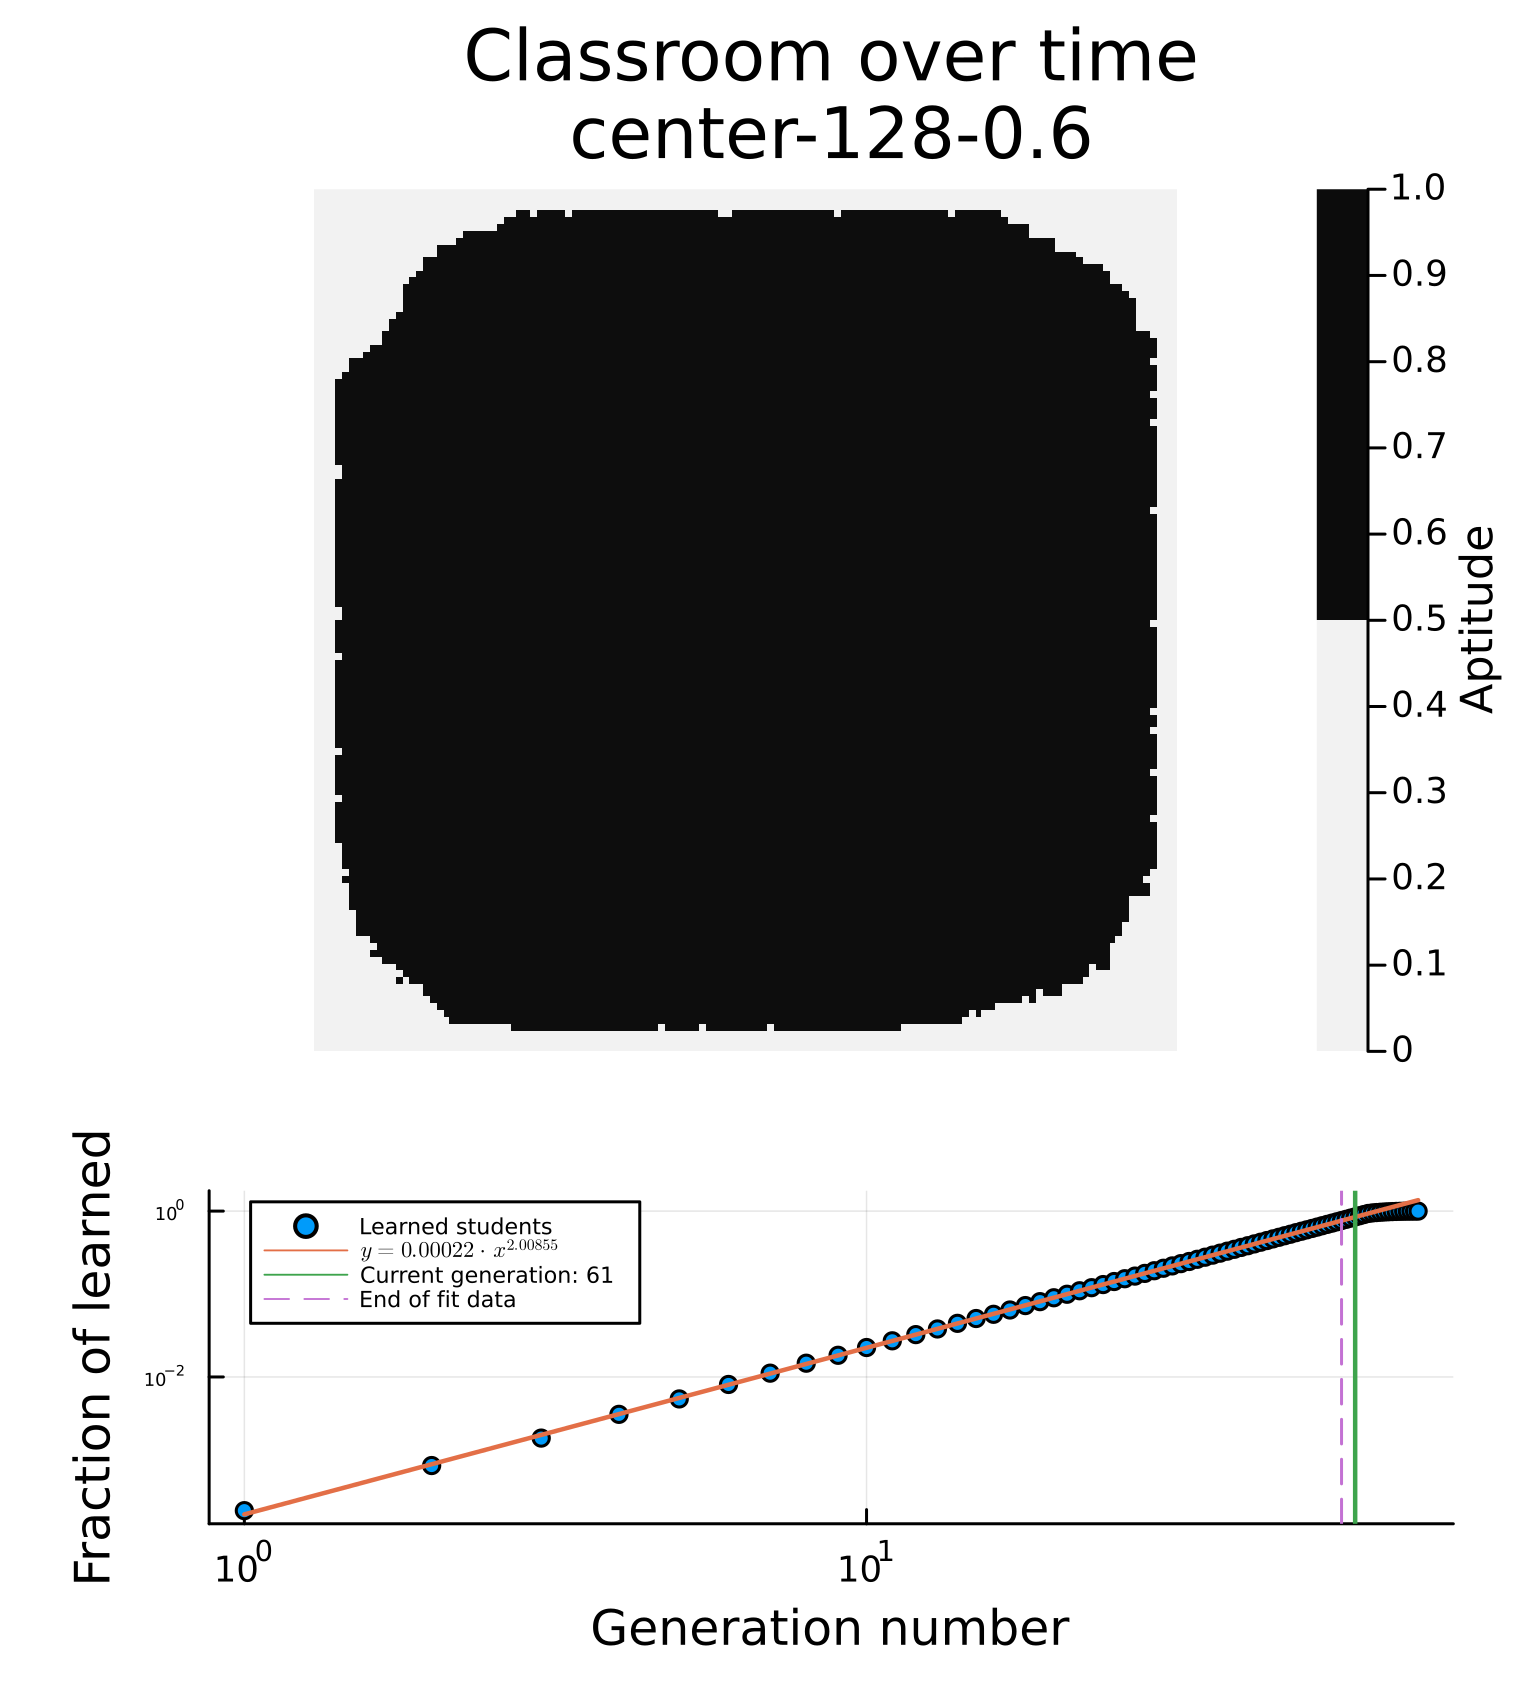 Classroom over time
center-128-0.6
1.0
0.9
0.8
0.7
0.6
0.5
0.4
0.3
0.2
0.1
0
Aptitude
Fraction of learned
10⁰
10⁻²
Learned students
y = 0.00022 · x^2.00855
Current generation: 61
End of fit data
10⁰
10¹
Generation number